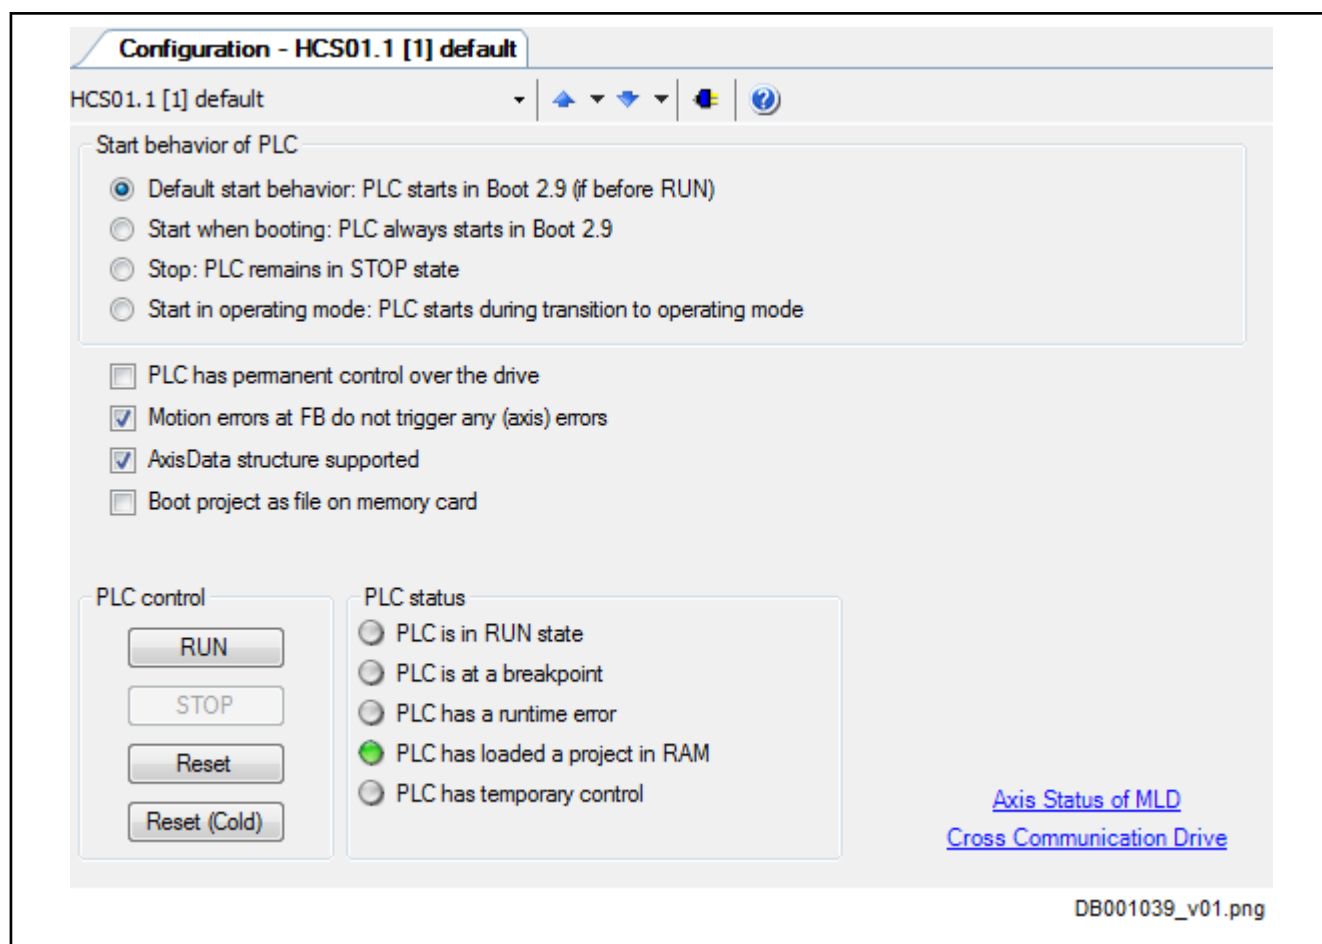 Configuration - HCS01.1 [1] default
HCS01.1 [1] default
Start behavior of PLC
Default start behavior: PLC starts in Boot 2.9 (if before RUN)
Start when booting: PLC always starts in Boot 2.9
Stop: PLC remains in STOP state
Start in operating mode: PLC starts during transition to operating mode
PLC has permanent control over the drive
Motion errors at FB do not trigger any (axis) errors
AxisData structure supported
Boot project as file on memory card
PLC control
RUN
STOP
Reset
Reset (Cold)
PLC status
PLC is in RUN state
PLC is at a breakpoint
PLC has a runtime error
PLC has loaded a project in RAM
PLC has temporary control
Axis Status of MLD
Cross Communication Drive
DB001039_v01.png